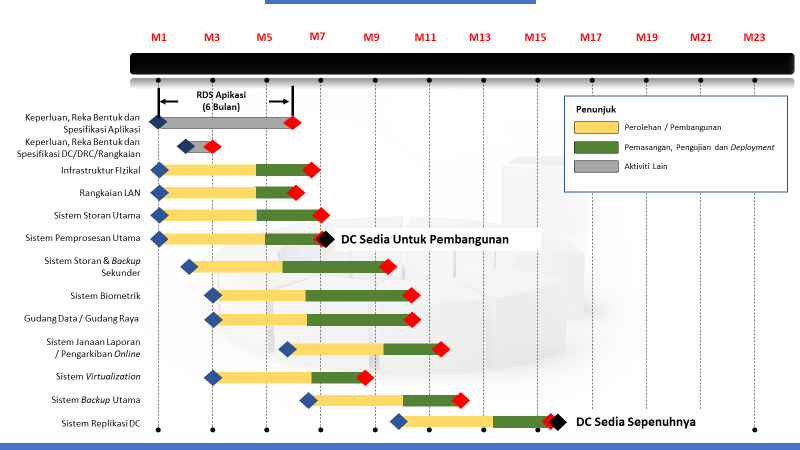 M1 M3 M5 M7 M9 M11 M13 M15 M17 M19 M21 M23
RDS Apikasi
(6 Bulan)
Penunjuk
Perolehan / Pembangunan
Pemasangan, Pengujian dan Deployment
Aktiviti Lain
Keperluan, Reka Bentuk dan
Spesifikasi Aplikasi
Keperluan, Reka Bentuk dan
Spesifikasi DC/DRC/Rangkaian
Infrastruktur FIzikal
Rangkaian LAN
Sistem Storan Utama
Sistem Pemprosesan Utama
DC Sedia Untuk Pembangunan
Sistem Storan & Backup
Sekunder
Sistem Biometrik
Gudang Data / Gudang Raya
Sistem Janaan Laporan
/ Pengarkiban Online
Sistem Virtualization
Sistem Backup Utama
Sistem Replikasi DC
DC Sedia Sepenuhnya